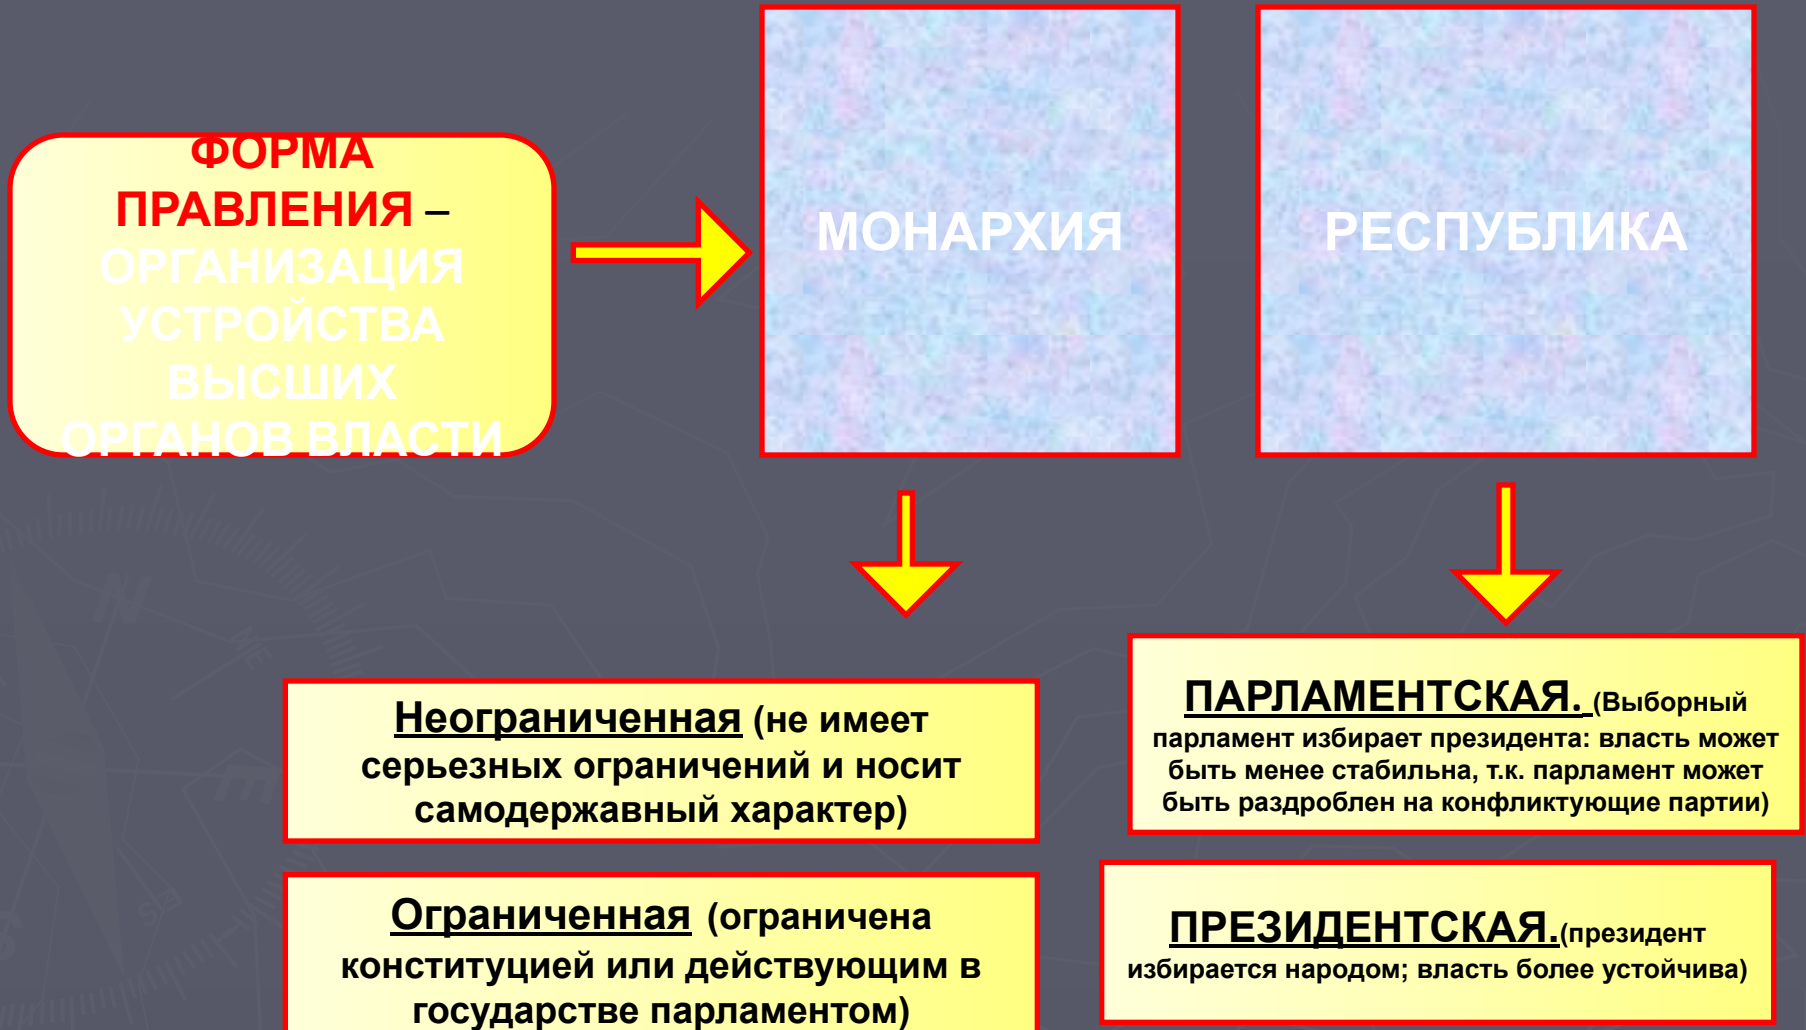 ФОРМА
ПРАВЛЕНИЯ –
ОРГАНИЗАЦИЯ
УСТРОЙСТВА
ВЫСШИХ
ОРГАНОВ ВЛАСТИ
МОНАРХИЯ
РЕСПУБЛИКА
Неограниченная (не имеет
серьезных ограничений и носит
самодержавный характер)
Ограниченная (ограничена
конституцией или действующим в
государстве парламентом)
ПАРЛАМЕНТСКАЯ. (Выборный
парламент избирает президента: власть может
быть менее стабильна, т.к. парламент может
быть раздроблен на конфликтующие партии)
ПРЕЗИДЕНТСКАЯ.(президент
избирается народом; власть более устойчива)
N
NE
E
SE
S